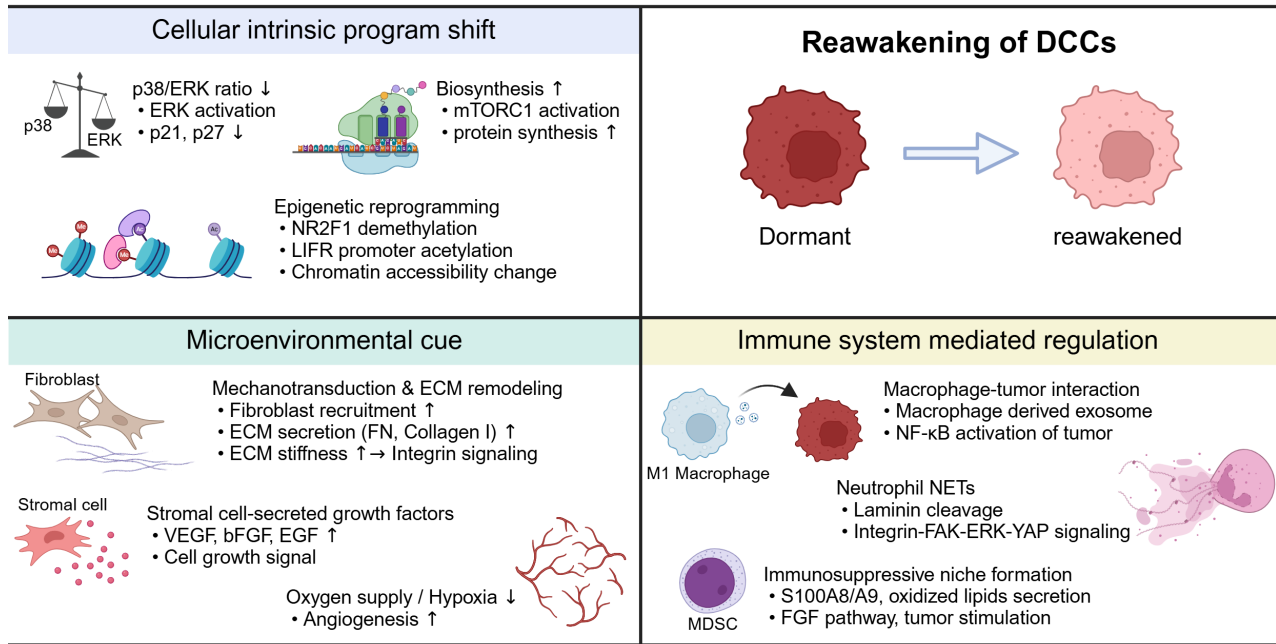 Cellular intrinsic program shift
p38
ERK
p38/ERK ratio ↓
• ERK activation
• p21, p27 ↓
Biosynthesis ↑
• mTORC1 activation
• protein synthesis ↑
Me
Me
Me
Ac
Ac
Epigenetic reprogramming
• NR2F1 demethylation
• LIFR promoter acetylation
• Chromatin accessibility change
Reawakening of DCCs
Dormant
reawakened
Microenvironmental cue
Fibroblast
Mechanotransduction & ECM remodeling
• Fibroblast recruitment ↑
• ECM secretion (FN, Collagen I) ↑
• ECM stiffness ↑→ Integrin signaling
Stromal cell
Stromal cell-secreted growth factors
• VEGF, bFGF, EGF ↑
• Cell growth signal
Oxygen supply / Hypoxia ↓
• Angiogenesis ↑
Immune system mediated regulation
M1 Macrophage
Macrophage-tumor interaction
• Macrophage derived exosome
• NF-κB activation of tumor
Neutrophil NETs
• Laminin cleavage
• Integrin-FAK-ERK-YAP signaling
MDSC
Immunosuppressive niche formation
• S100A8/A9, oxidized lipids secretion
• FGF pathway, tumor stimulation